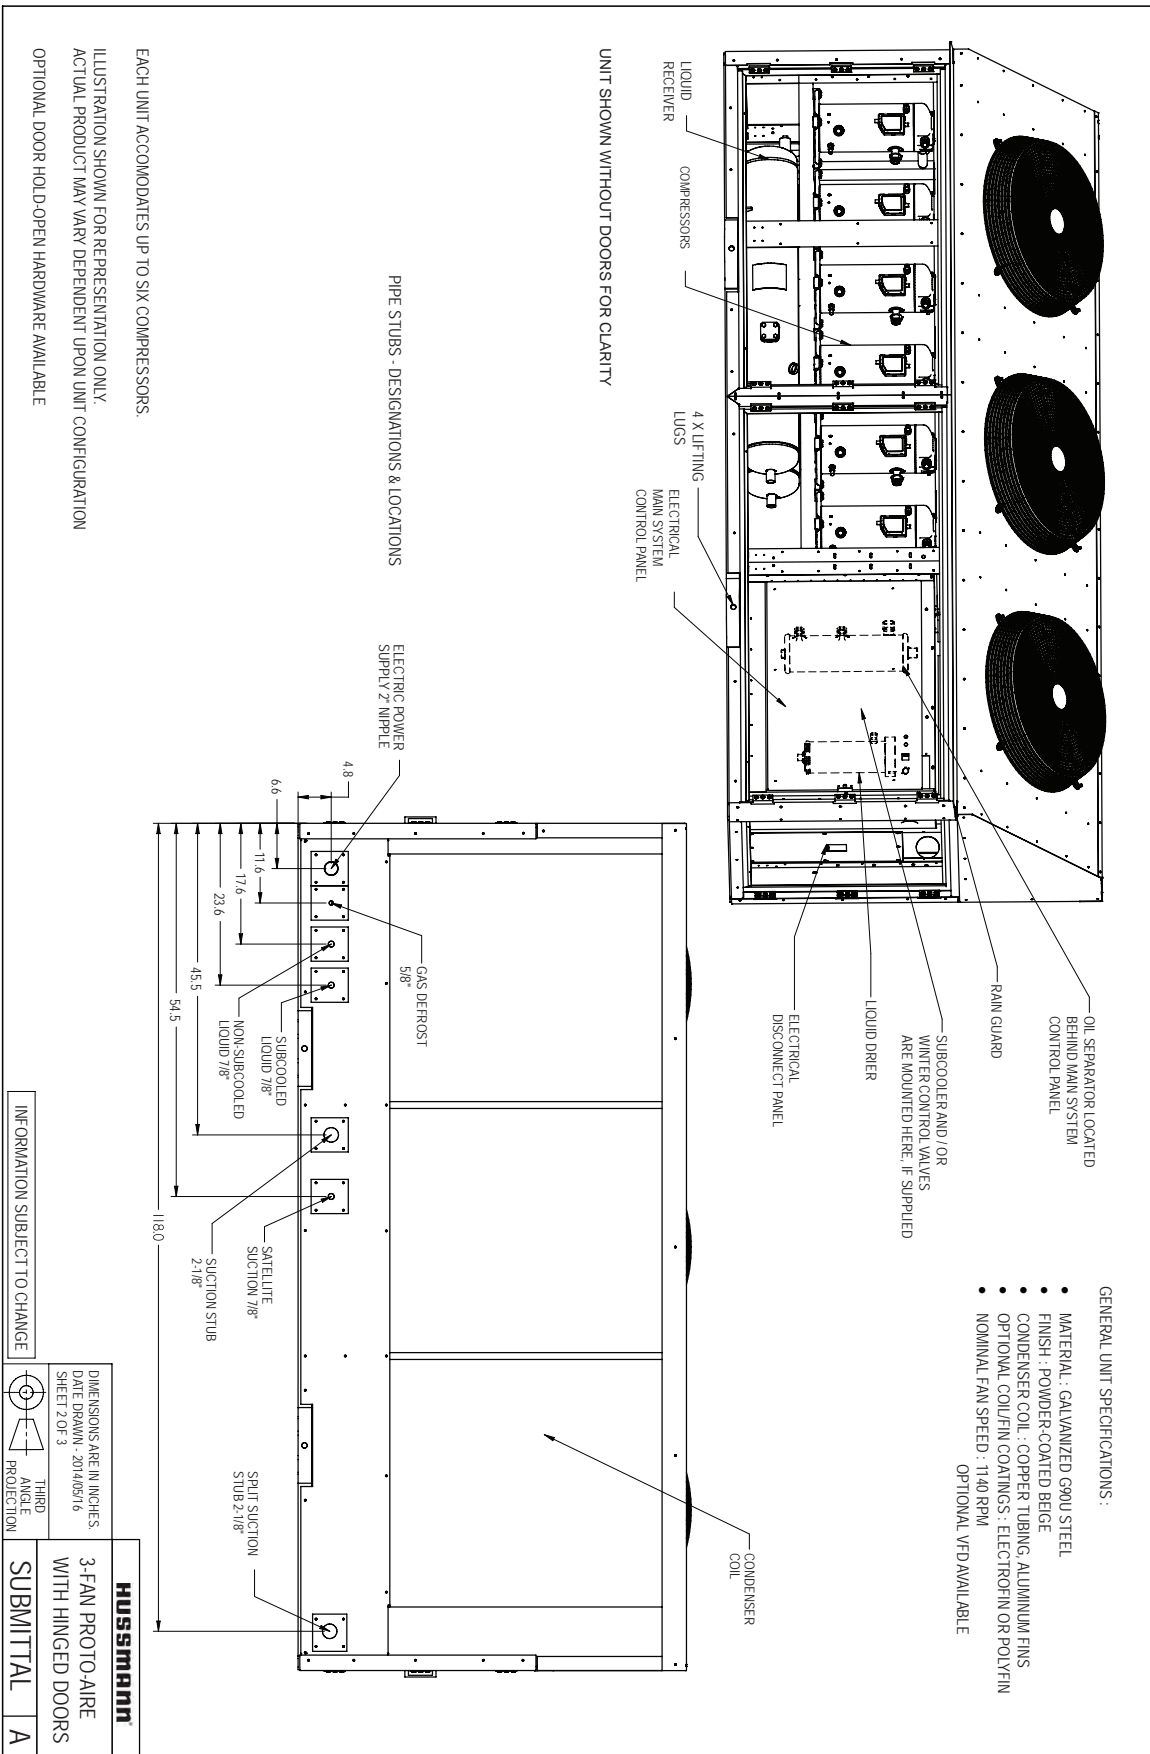 LIQUID
RECEIVER
COMPRESSORS
4 X LIFTING
LUGS
ELECTRICAL
MAIN SYSTEM
CONTROL PANEL
OIL SEPARATOR LOCATED
BEHIND MAIN SYSTEM
CONTROL PANEL
RAIN GUARD
SUBCOOLER AND / OR
WINTER CONTROL VALVES
ARE MOUNTED HERE, IF SUPPLIED
LIQUID DRIER
ELECTRICAL
DISCONNECT PANEL
UNIT SHOWN WITHOUT DOORS FOR CLARITY
GENERAL UNIT SPECIFICATIONS :
• MATERIAL : GALVANIZED G90U STEEL
• FINISH : POWDER-COATED BEIGE
• CONDENSER COIL : COPPER TUBING, ALUMINUM FINS
• OPTIONAL COIL/FIN COATINGS : ELECTROFIN OR POLYFIN
• NOMINAL FAN SPEED : 1140 RPM
OPTIONAL VFD AVAILABLE
PIPE STUBS - DESIGNATIONS & LOCATIONS
CONDENSER
COIL
ELECTRIC POWER
SUPPLY 2" NIPPLE
GAS DEFROST
5/8"
SUBCOOLED
LIQUID 7/8"
NON-SUBCOOLED
LIQUID 7/8"
SATELLITE
SUCTION 7/8"
SUCTION STUB
2-1/8"
SPLIT SUCTION
STUB 2-1/8"
4.8
6.6
11.6
17.6
23.6
45.5
54.5
118.0
EACH UNIT ACCOMODATES UP TO SIX COMPRESSORS.
ILLUSTRATION SHOWN FOR REPRESENTATION ONLY.
ACTUAL PRODUCT MAY VARY DEPENDENT UPON UNIT CONFIGURATION
OPTIONAL DOOR HOLD-OPEN HARDWARE AVAILABLE
INFORMATION SUBJECT TO CHANGE
DIMENSIONS ARE IN INCHES.
DATE DRAWN - 2014/05/16
SHEET 2 OF 3
THIRD
ANGLE
PROJECTION
HUSSMANN®
3-FAN PROTO-AIRE
WITH HINGED DOORS
SUBMITTAL
A